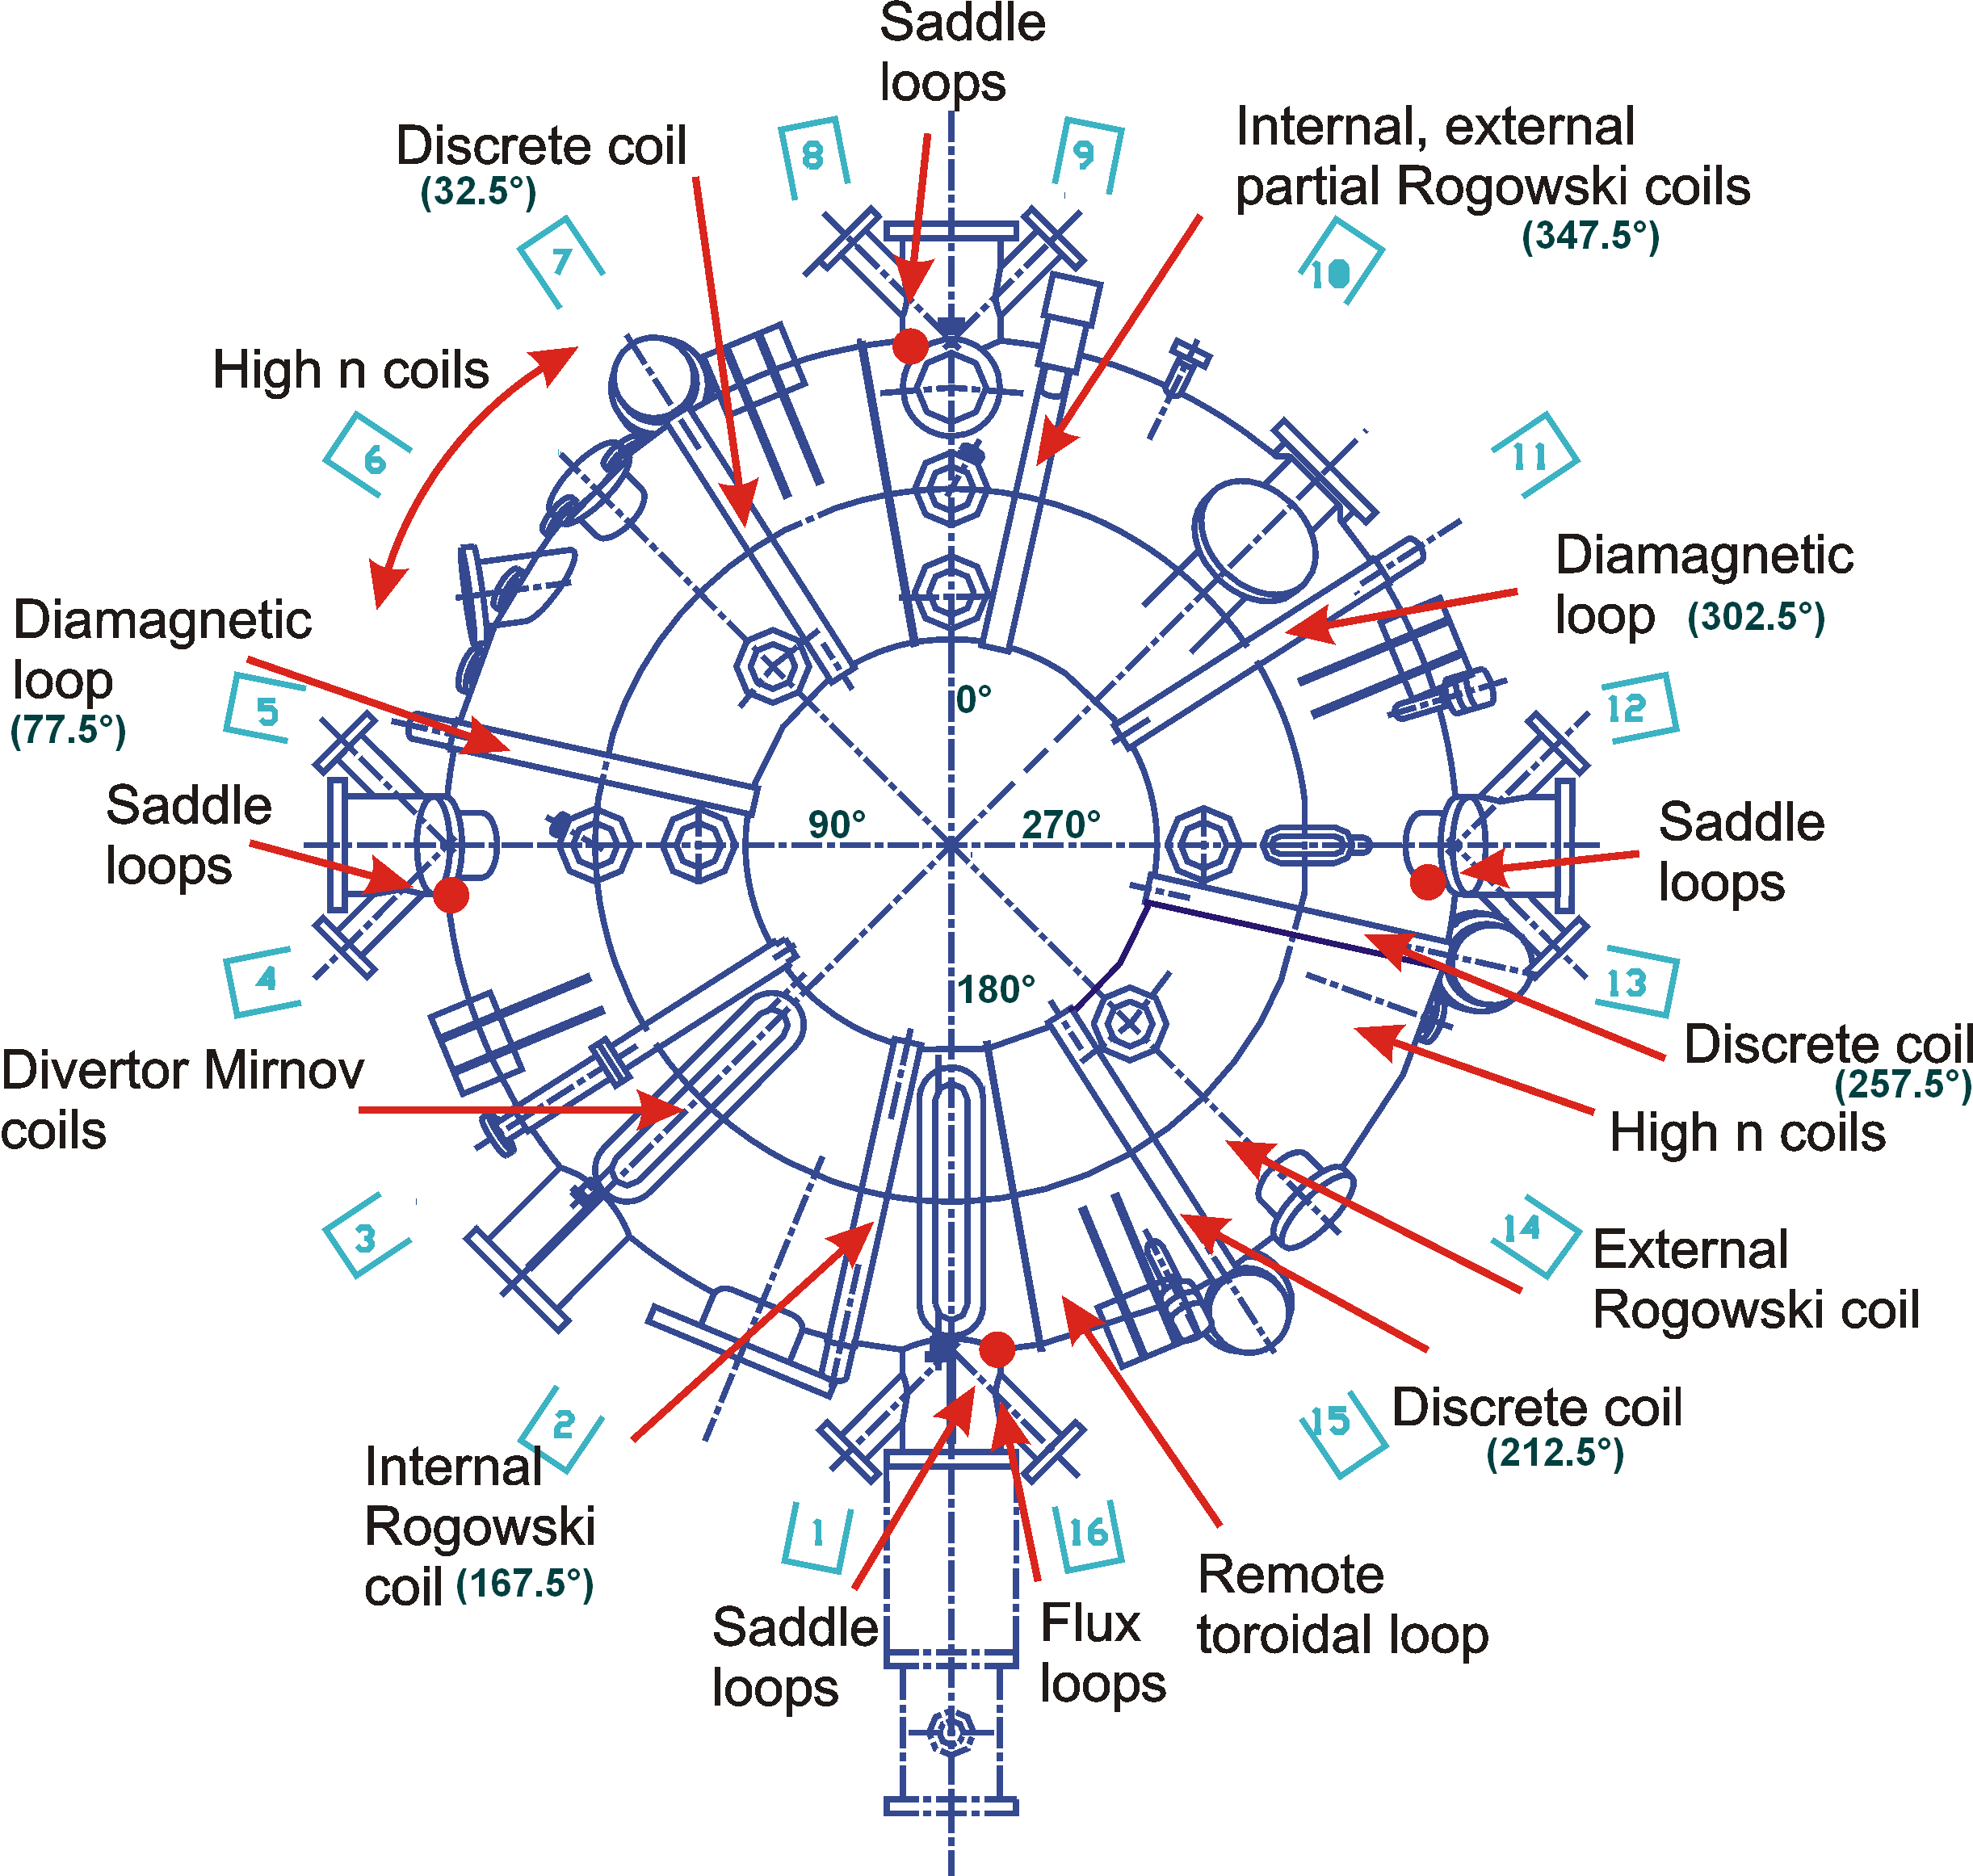 Saddle
loops
Discrete coil
(32.5°)
8
9
Internal, external
partial Rogowski coils
(347.5°)
7
10
High n coils
6
11
Diamagnetic
loop (302.5°)
Diamagnetic
loop
(77.5°)
5
12
0°
Saddle
loops
90°
270°
Saddle
loops
4
180°
13
Divertor Mirnov
coils
Discrete coil
(257.5°)
High n coils
3
14
External
Rogowski coil
2
15
Discrete coil
(212.5°)
Internal
Rogowski
coil (167.5°)
1
16
Remote
toroidal loop
Saddle
loops
Flux
loops